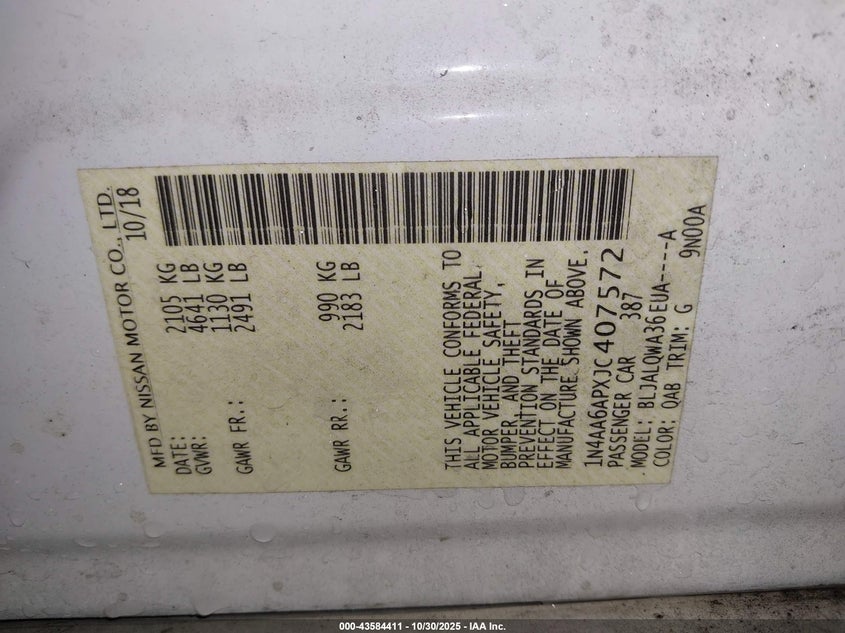 MFD BY NISSAN MOTOR CO., LTD.
DATE: 10/18
GVWR: 2105 KG
4641 LB
GAWR FR.: 1130 KG
2491 LB
GAWR RR.: 990 KG
2183 LB
THIS VEHICLE CONFORMS TO
ALL APPLICABLE FEDERAL
MOTOR VEHICLE SAFETY,
BUMPER, AND THEFT
PREVENTION STANDARDS IN
EFFECT ON THE DATE OF
MANUFACTURE SHOWN ABOVE.
1N4AA6APXJC407572
PASSENGER CAR 387
MODEL: BLJALQWA36EUA----A
COLOR: QAB TRIM: G 9N00A
000-43584411 - 10/30/2025 - IAA Inc.